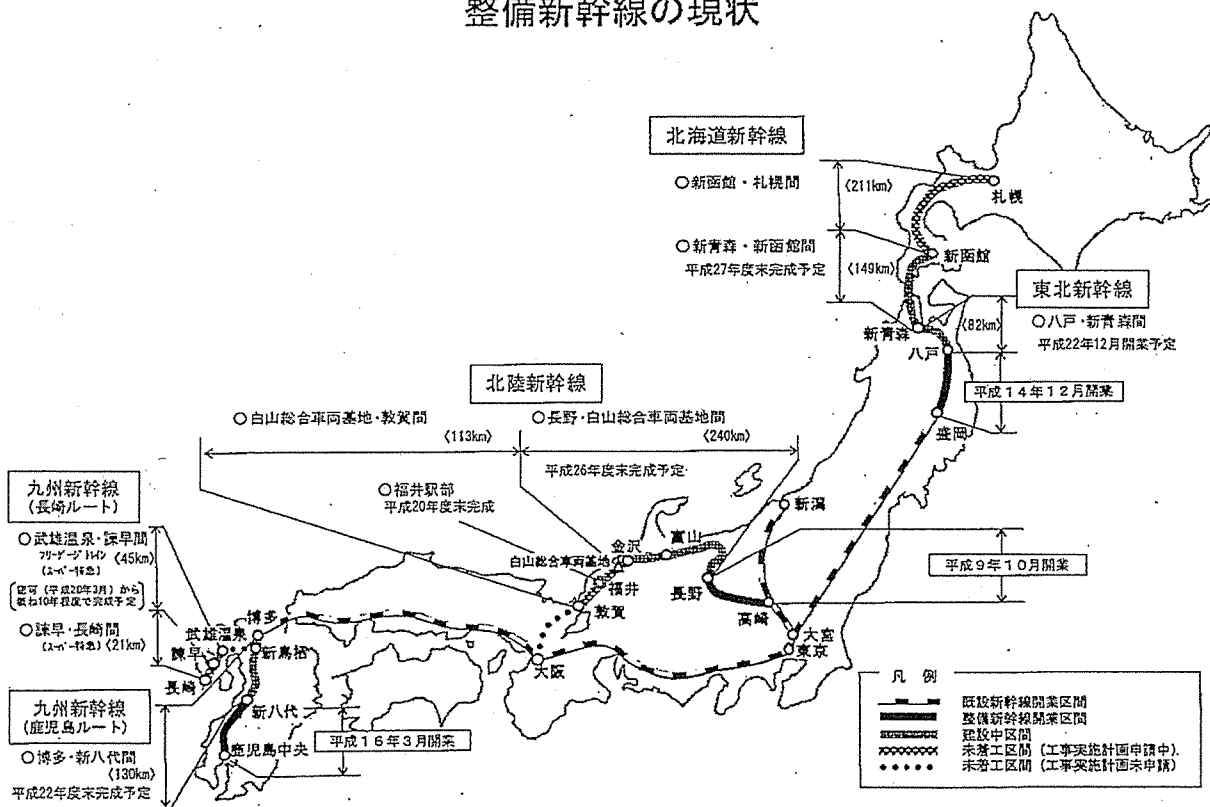 整備新幹線の現状
北海道新幹線
○新函館・札幌間
〈211km〉
札幌
○新青森・新函館間
平成27年度末完成予定
〈149km〉
新函館
東北新幹線
○八戸・新青森間
平成22年12月開業予定
〈82km〉
新青森
八戸
平成14年12月開業
盛岡
北陸新幹線
○白山総合車両基地・敦賀間
〈113km〉
○長野・白山総合車両基地間
〈240km〉
平成26年度末完成予定
○福井駅部
平成20年度末完成
新潟
金沢
富山
白山総合車両基地
福井
敦賀
長野
高崎
平成9年10月開業
大宮
東京
大阪
九州新幹線
(長崎ルート)
○武雄温泉・諫早間
フリーゲージトレイン
(スーパー特急)
〈45km〉
認可（平成20年3月）から
概ね10年程度で完成予定
○諫早・長崎間
(スーパー特急)
〈21km〉
博多
武雄温泉
新鳥栖
諫早
長崎
九州新幹線
(鹿児島ルート)
○博多・新八代間
〈130km〉
平成22年度末完成予定
新八代
鹿児島中央
平成16年3月開業
凡例
既設新幹線開業区間
整備新幹線開業区間
建設中区間
未着工区間（工事実施計画申請中）
未着工区間（工事実施計画未申請）